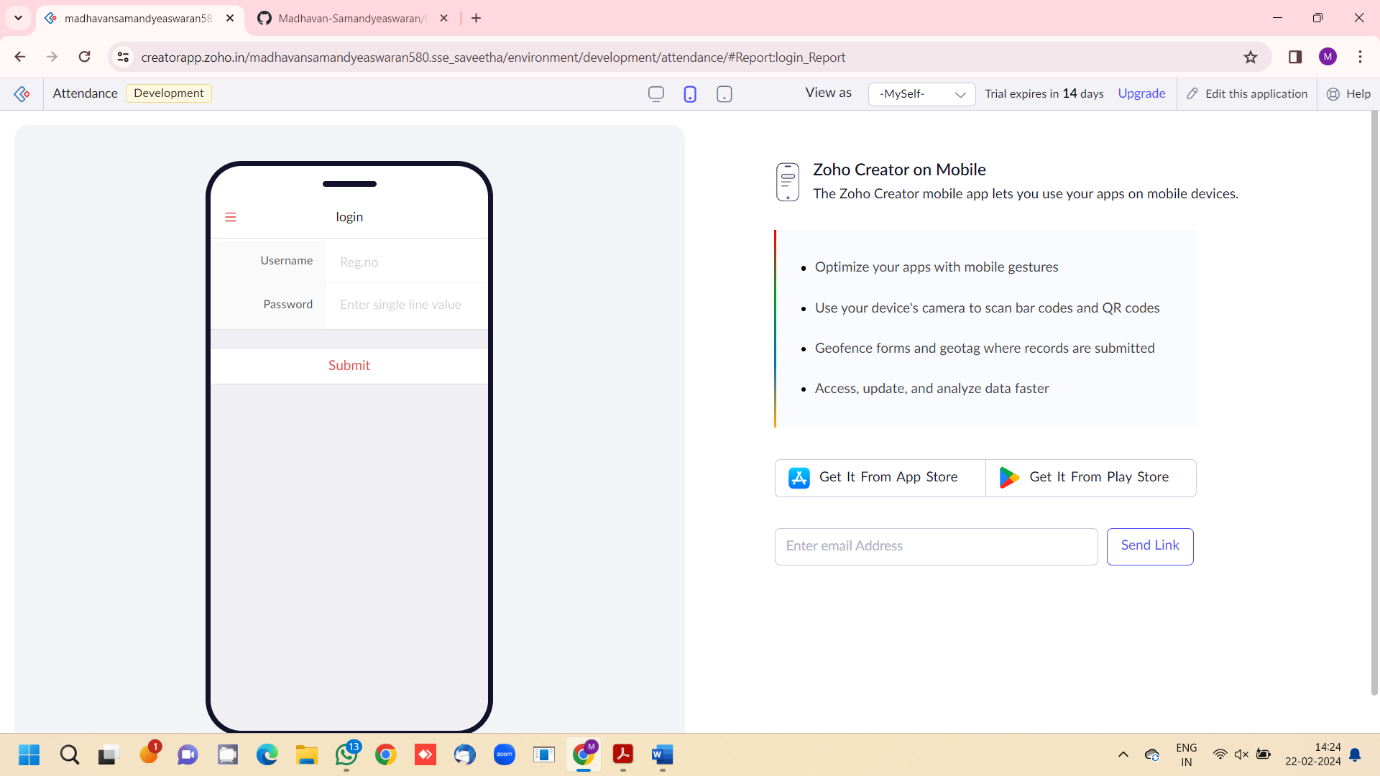 madhavansamandyeaswaran58
Madhavan-Samandyeaswaran/
creatorapp.zoho.in/madhavansamandyeaswaran580.sse_saveetha/environment/development/attendance/#Report:login_Report
M
Attendance
Development
View as
-MySelf-
Trial expires in 14 days
Upgrade
Edit this application
Help
login
Username
Reg.no
Password
Enter single line value
Submit
Zoho Creator on Mobile
The Zoho Creator mobile app lets you use your apps on mobile devices.
Optimize your apps with mobile gestures
Use your device's camera to scan bar codes and QR codes
Geofence forms and geotag where records are submitted
Access, update, and analyze data faster
Get It From App Store
Get It From Play Store
Enter email Address
Send Link
1
13
zoom
M
W
ENG
IN
14:24
22-02-2024